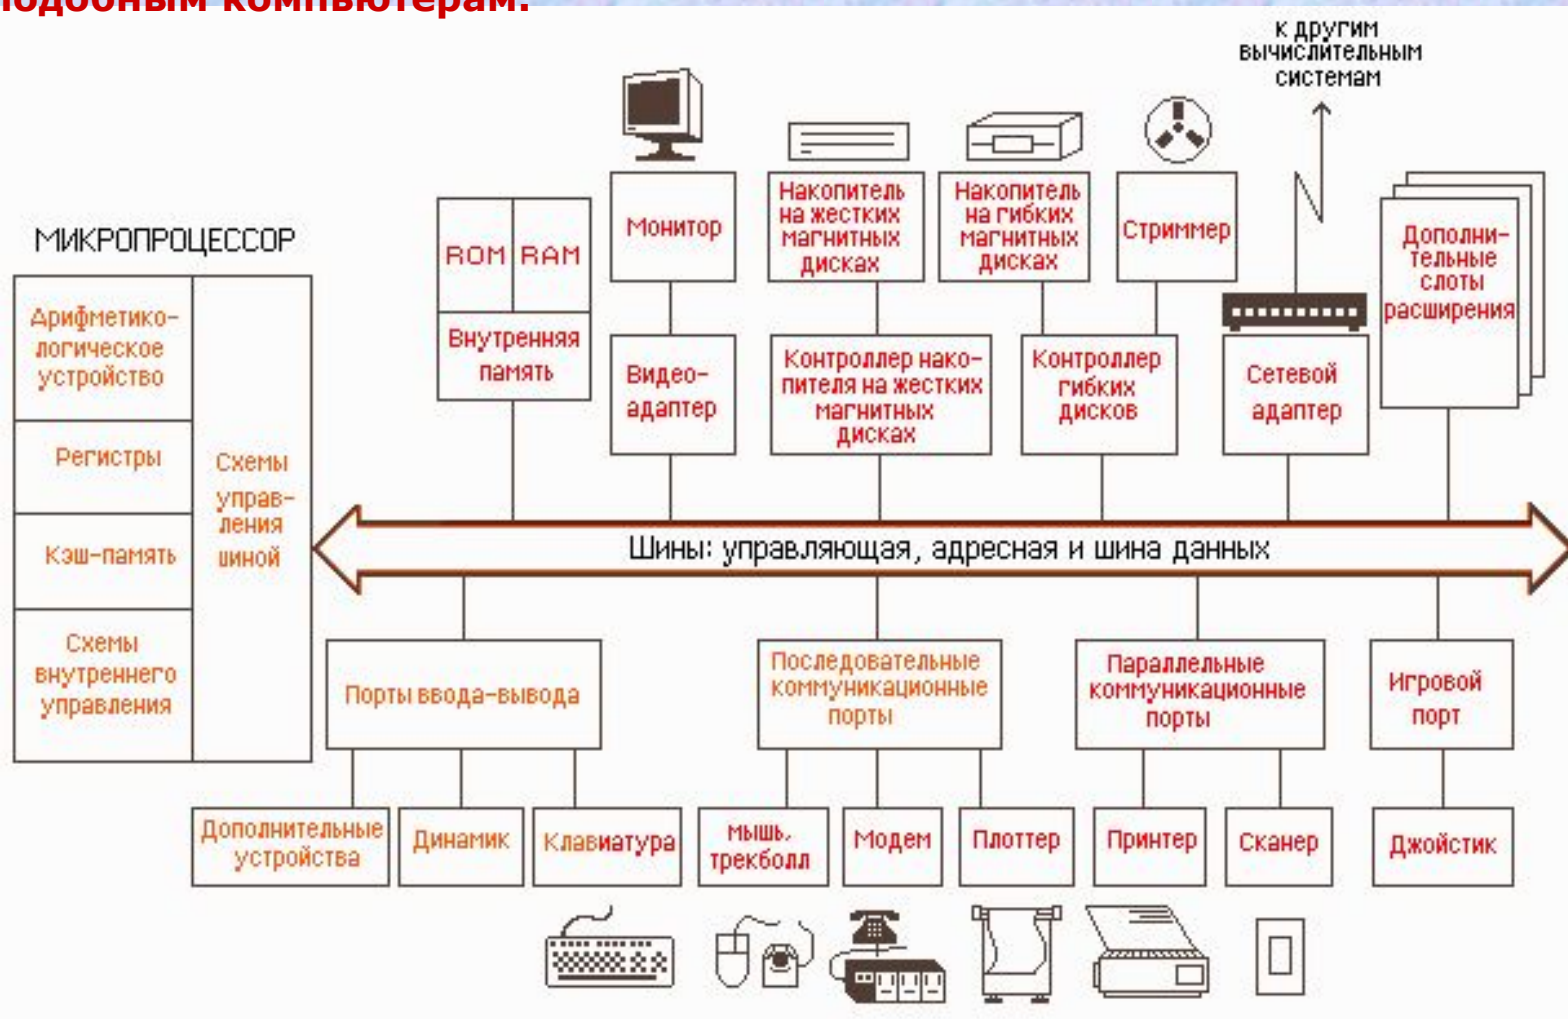 подобным компьютерам.
к другим
вычислительным
системам
МИКРОПРОЦЕССОР
Арифметико-
логическое
устройство
Регистры
Кэш-память
Схемы
внутреннего
управления
Схемы
управ-
ления
шиной
ROM
RAM
Внутренняя
память
Монитор
Видео-
адаптер
Накопитель
на жестких
магнитных
дисках
Контроллер нако-
пителя на жестких
магнитных
дисках
Накопитель
на гибких
магнитных
дисках
Стриммер
Контроллер
гибких
дисков
Сетевой
адаптер
Дополни-
тельные
слоты
расширения
Шины: управляющая, адресная и шина данных
Порты ввода-вывода
Последовательные
коммуникационные
порты
Параллельные
коммуникационные
порты
Игровой
порт
Дополнительные
устройства
Динамик
Клавиатура
мышь,
трекболл
Модем
Плоттер
Принтер
Сканер
Джойстик